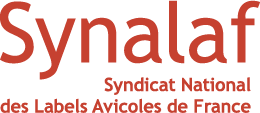 Synalaf
Syndicat National
des Labels Avicoles de France